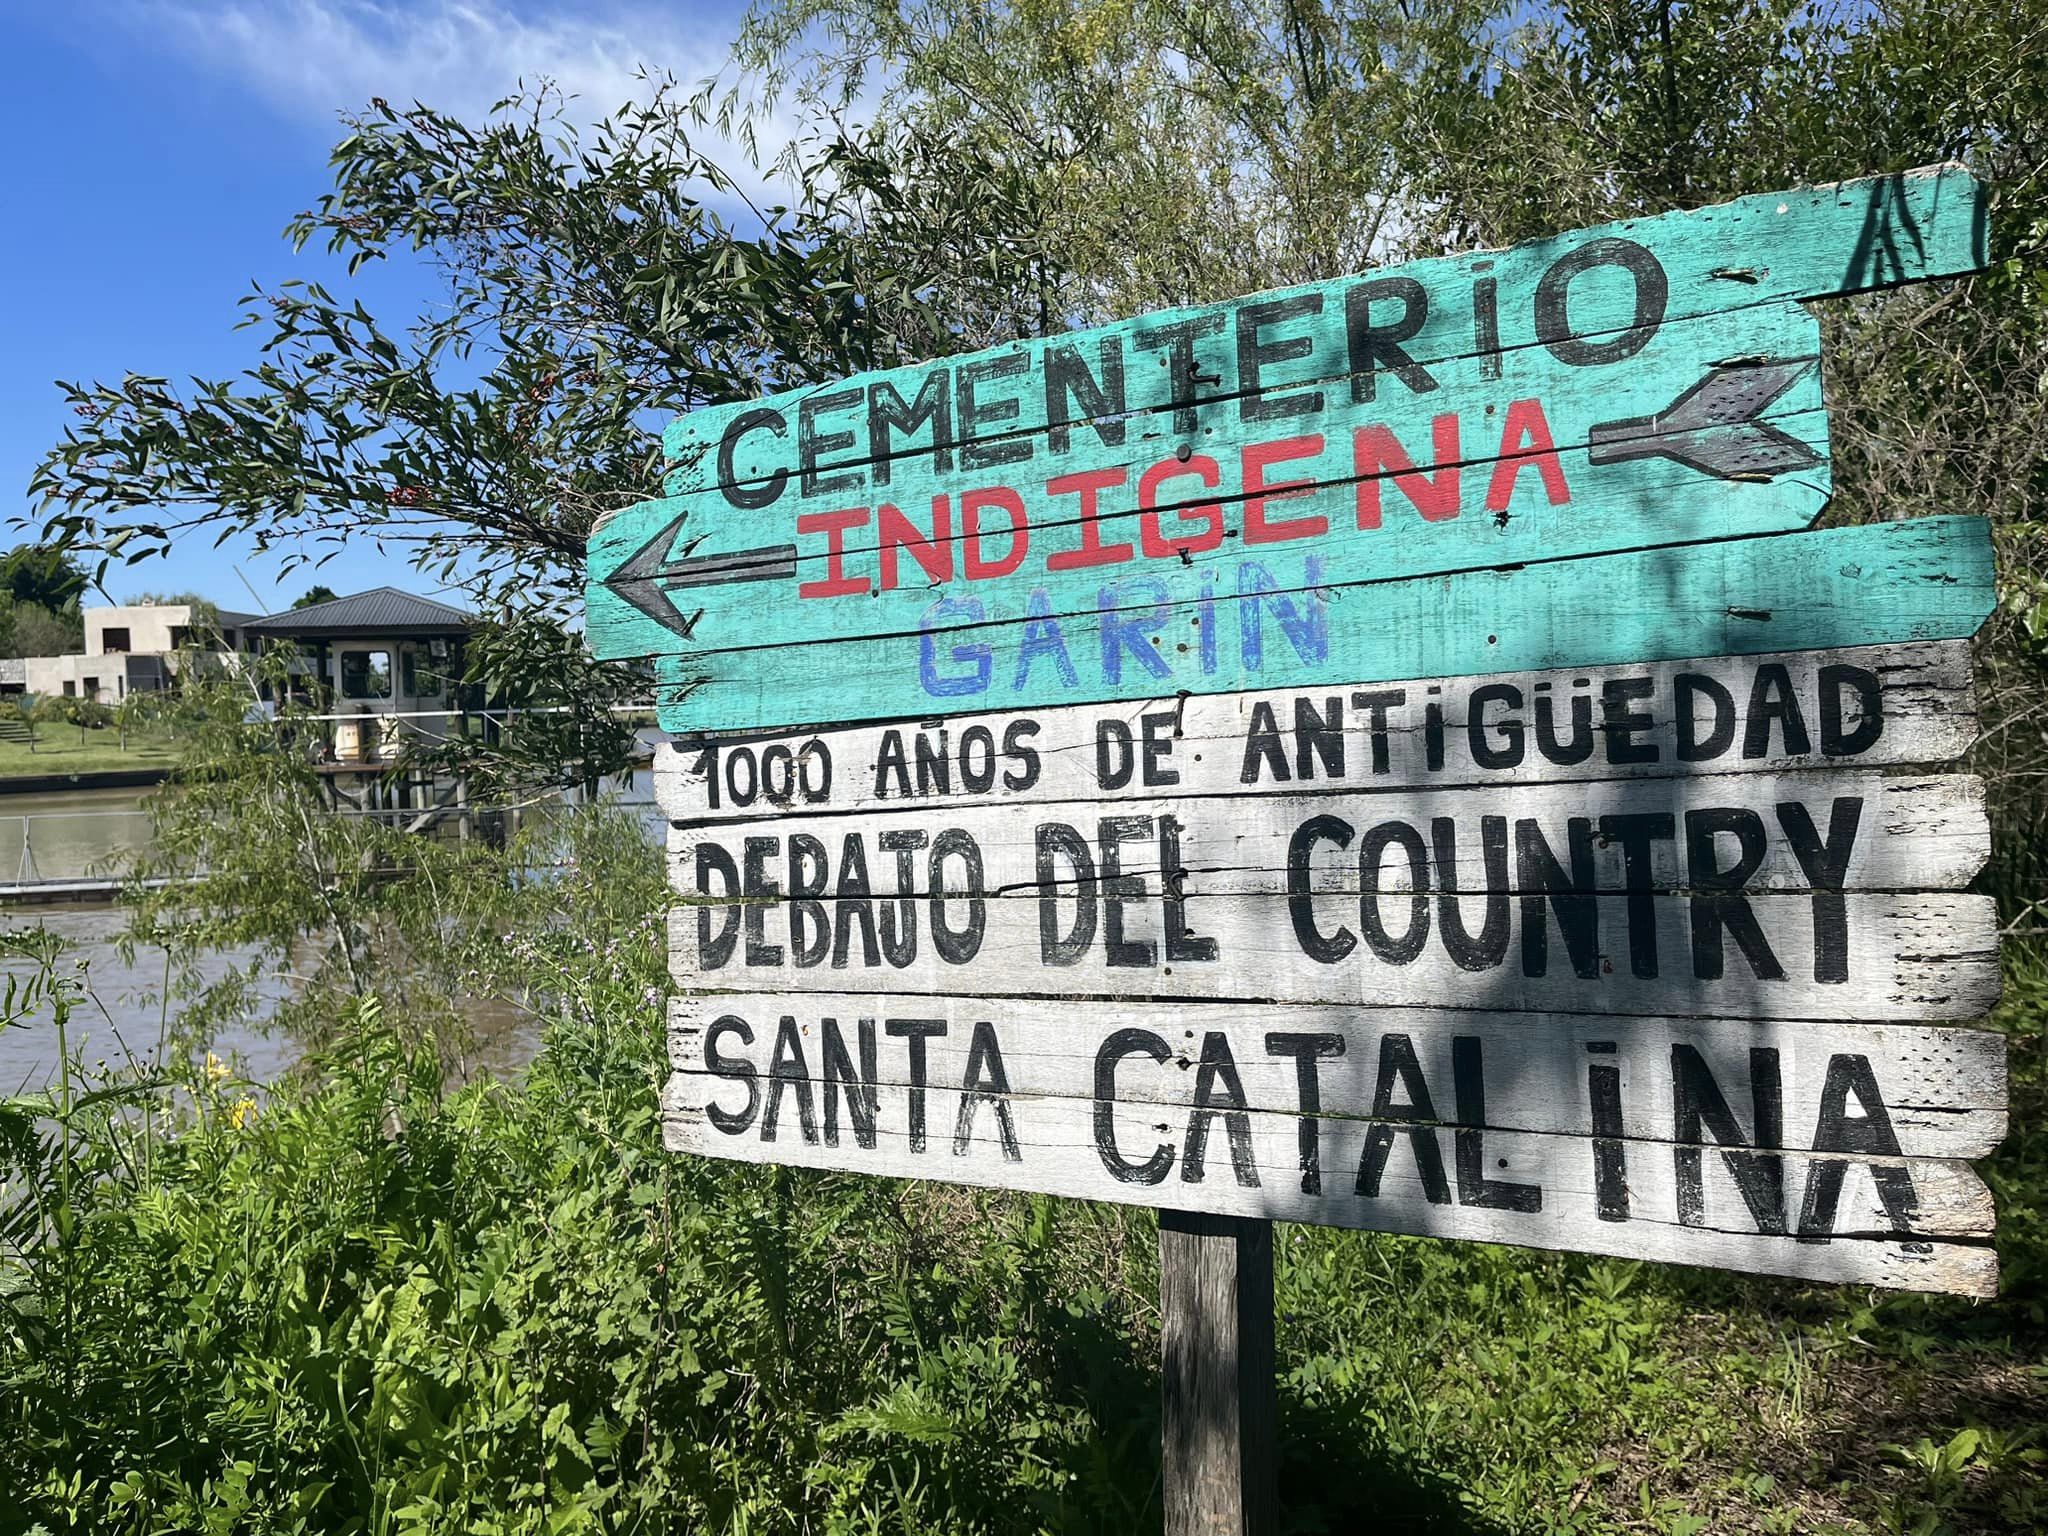 CEMENTERiO
INDIGENA
GARiN
1000 AÑOS DE ANTiGÜEDAD
DEBAJO DEL COUNTRY
SANTA CATALiNA